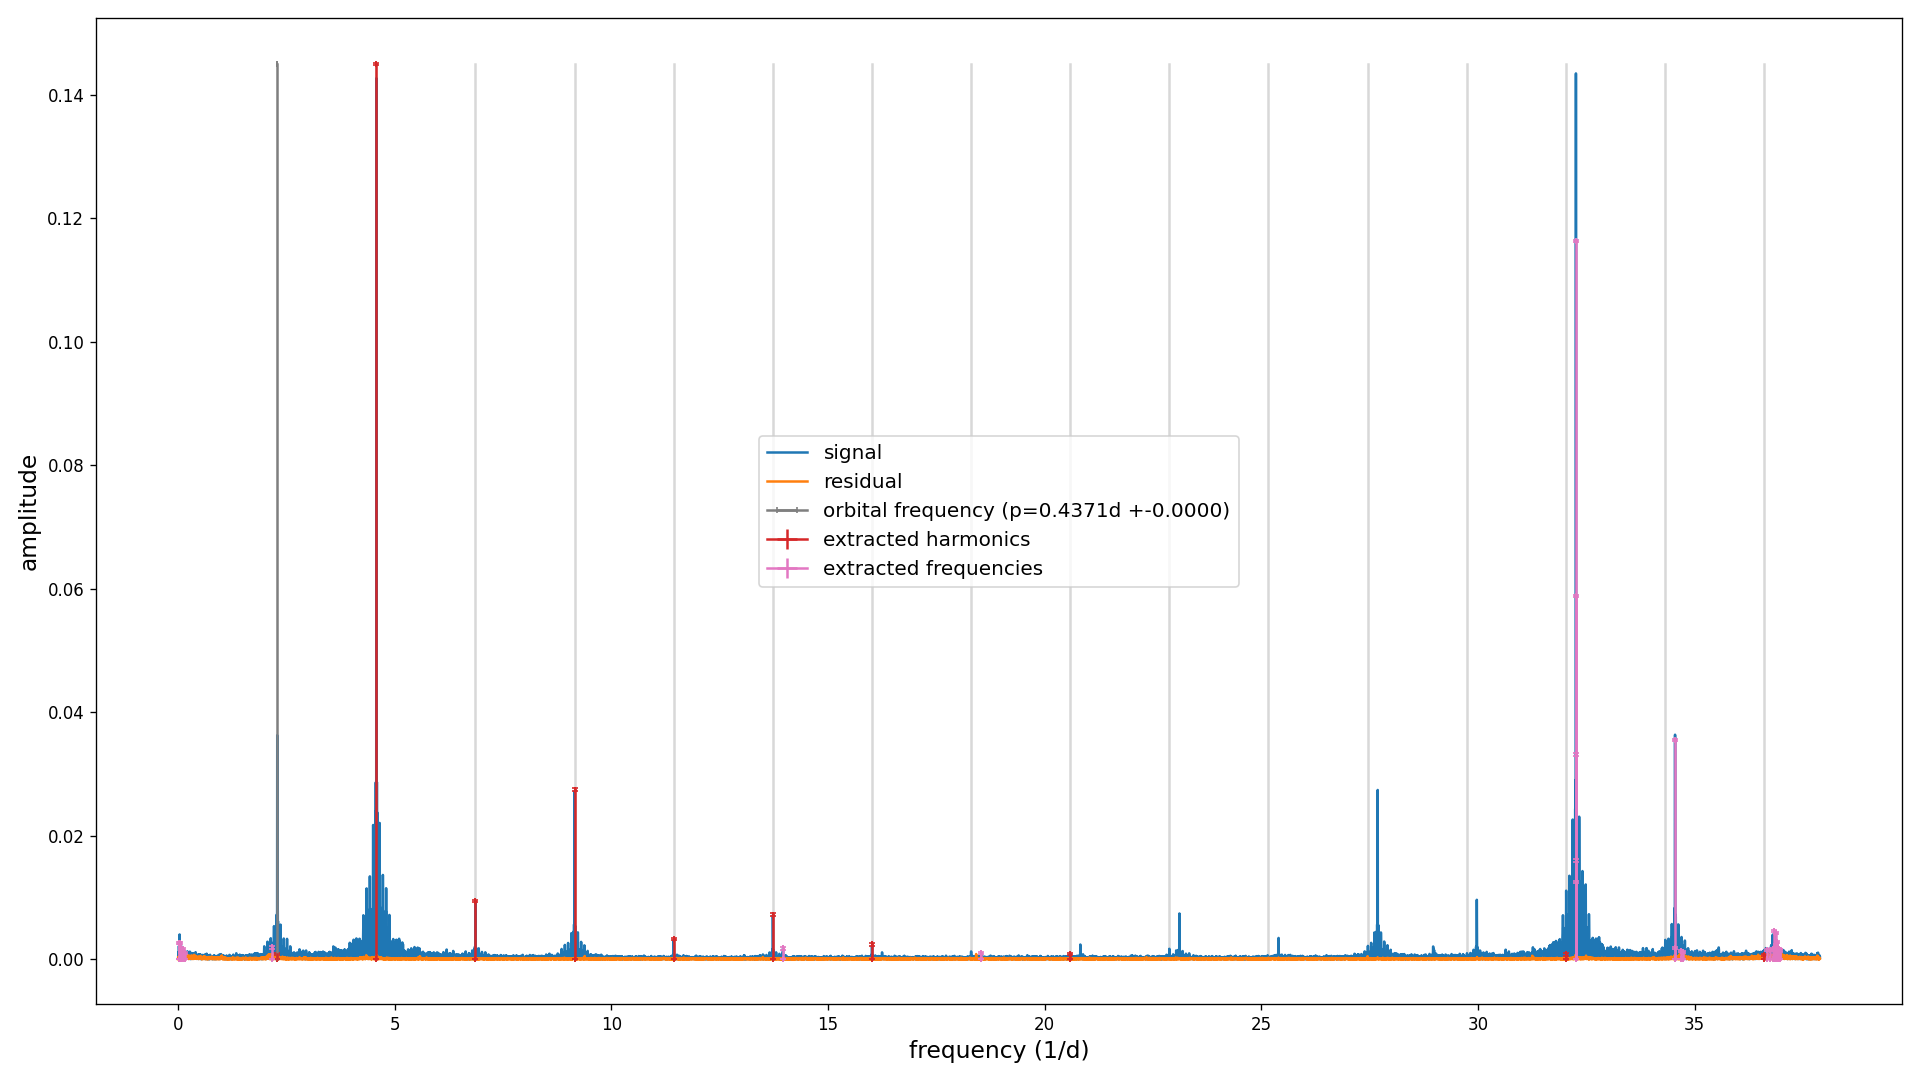 0.14
0.12
0.10
0.08
0.06
0.04
0.02
0.00
amplitude
signal
residual
orbital frequency (p=0.4371d +-0.0000)
extracted harmonics
extracted frequencies
0 5 10 15 20 25 30 35
frequency (1/d)